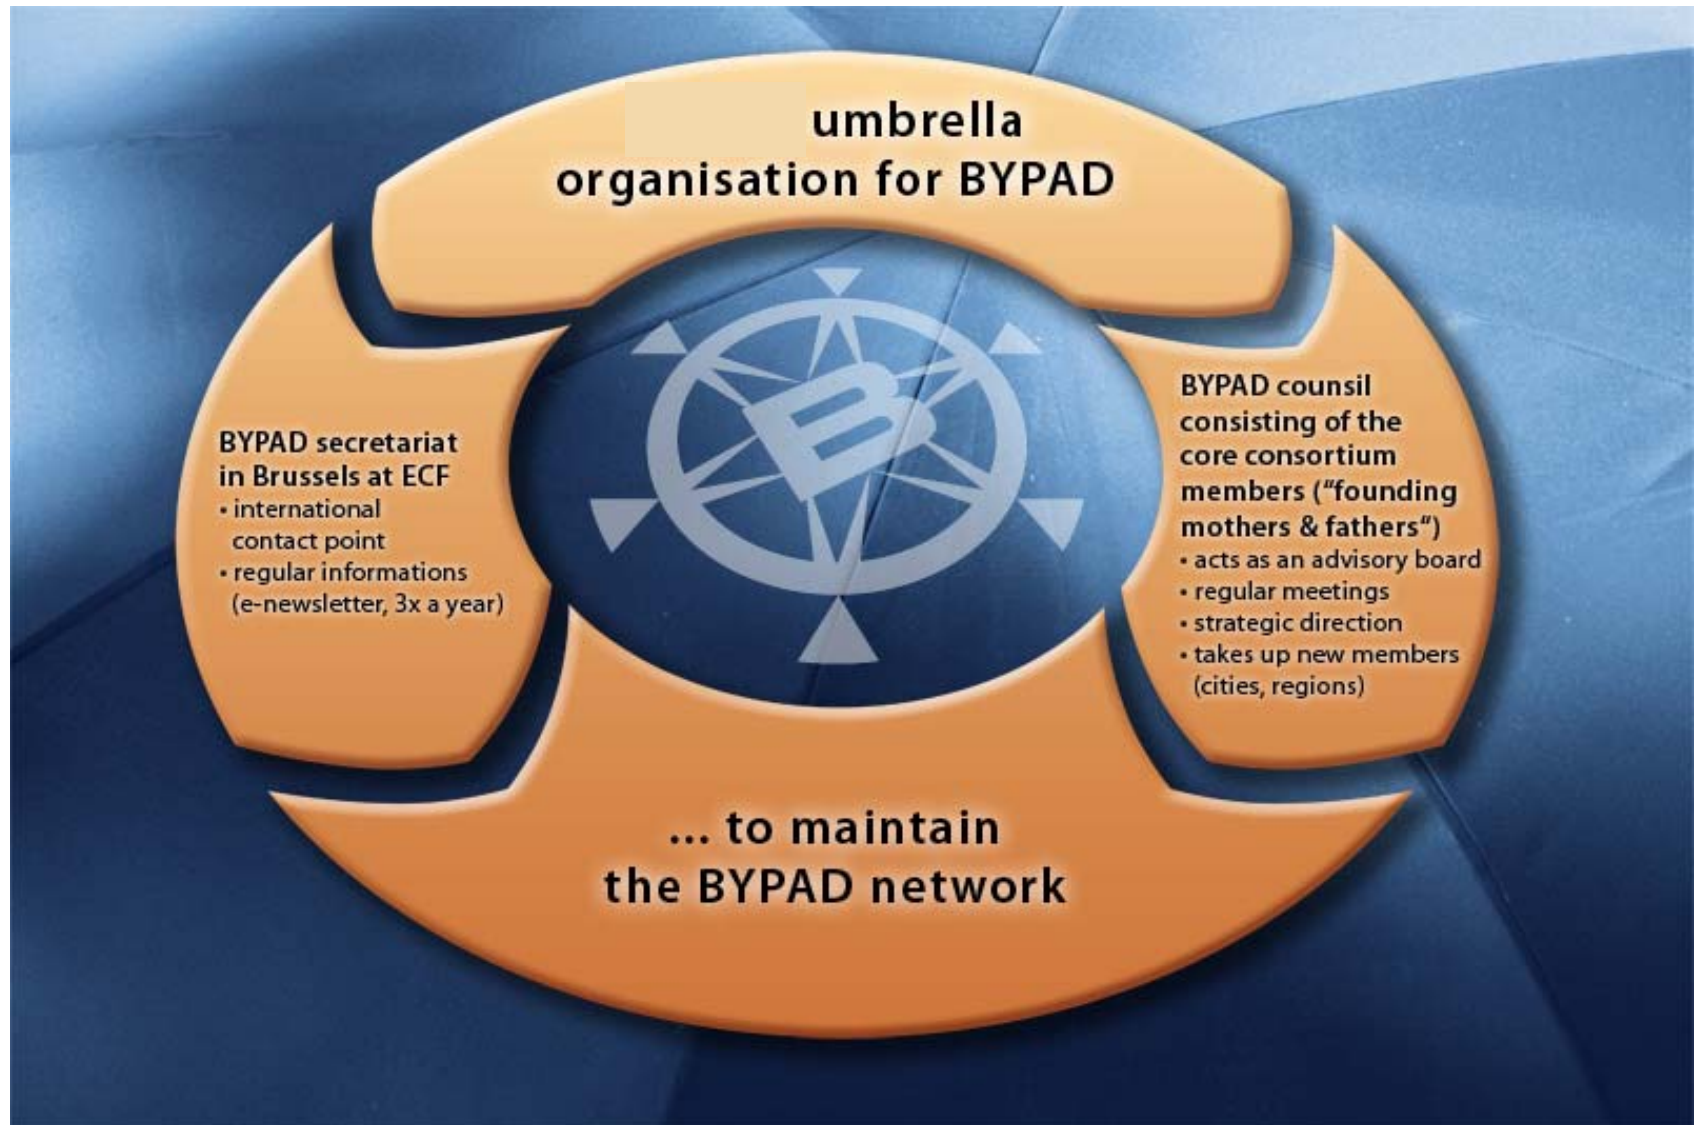 umbrella
organisation for BYPAD
BYPAD secretariat
in Brussels at ECF
• international
contact point
• regular informations
(e-newsletter, 3x a year)
BYPAD counsil
consisting of the
core consortium
members (“founding
mothers & fathers“)
• acts as an advisory board
• regular meetings
• strategic direction
• takes up new members
(cities, regions)
... to maintain
the BYPAD network
B